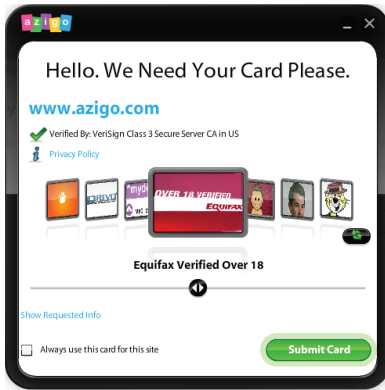 azigo
Hello. We Need Your Card Please.
www.azigo.com
Verified By: VeriSign Class 3 Secure Server CA in US
Privacy Policy
OVER 18 VERIFIED
EQUIFAX
Equifax Verified Over 18
Show Requested Info
Always use this card for this site
Submit Card